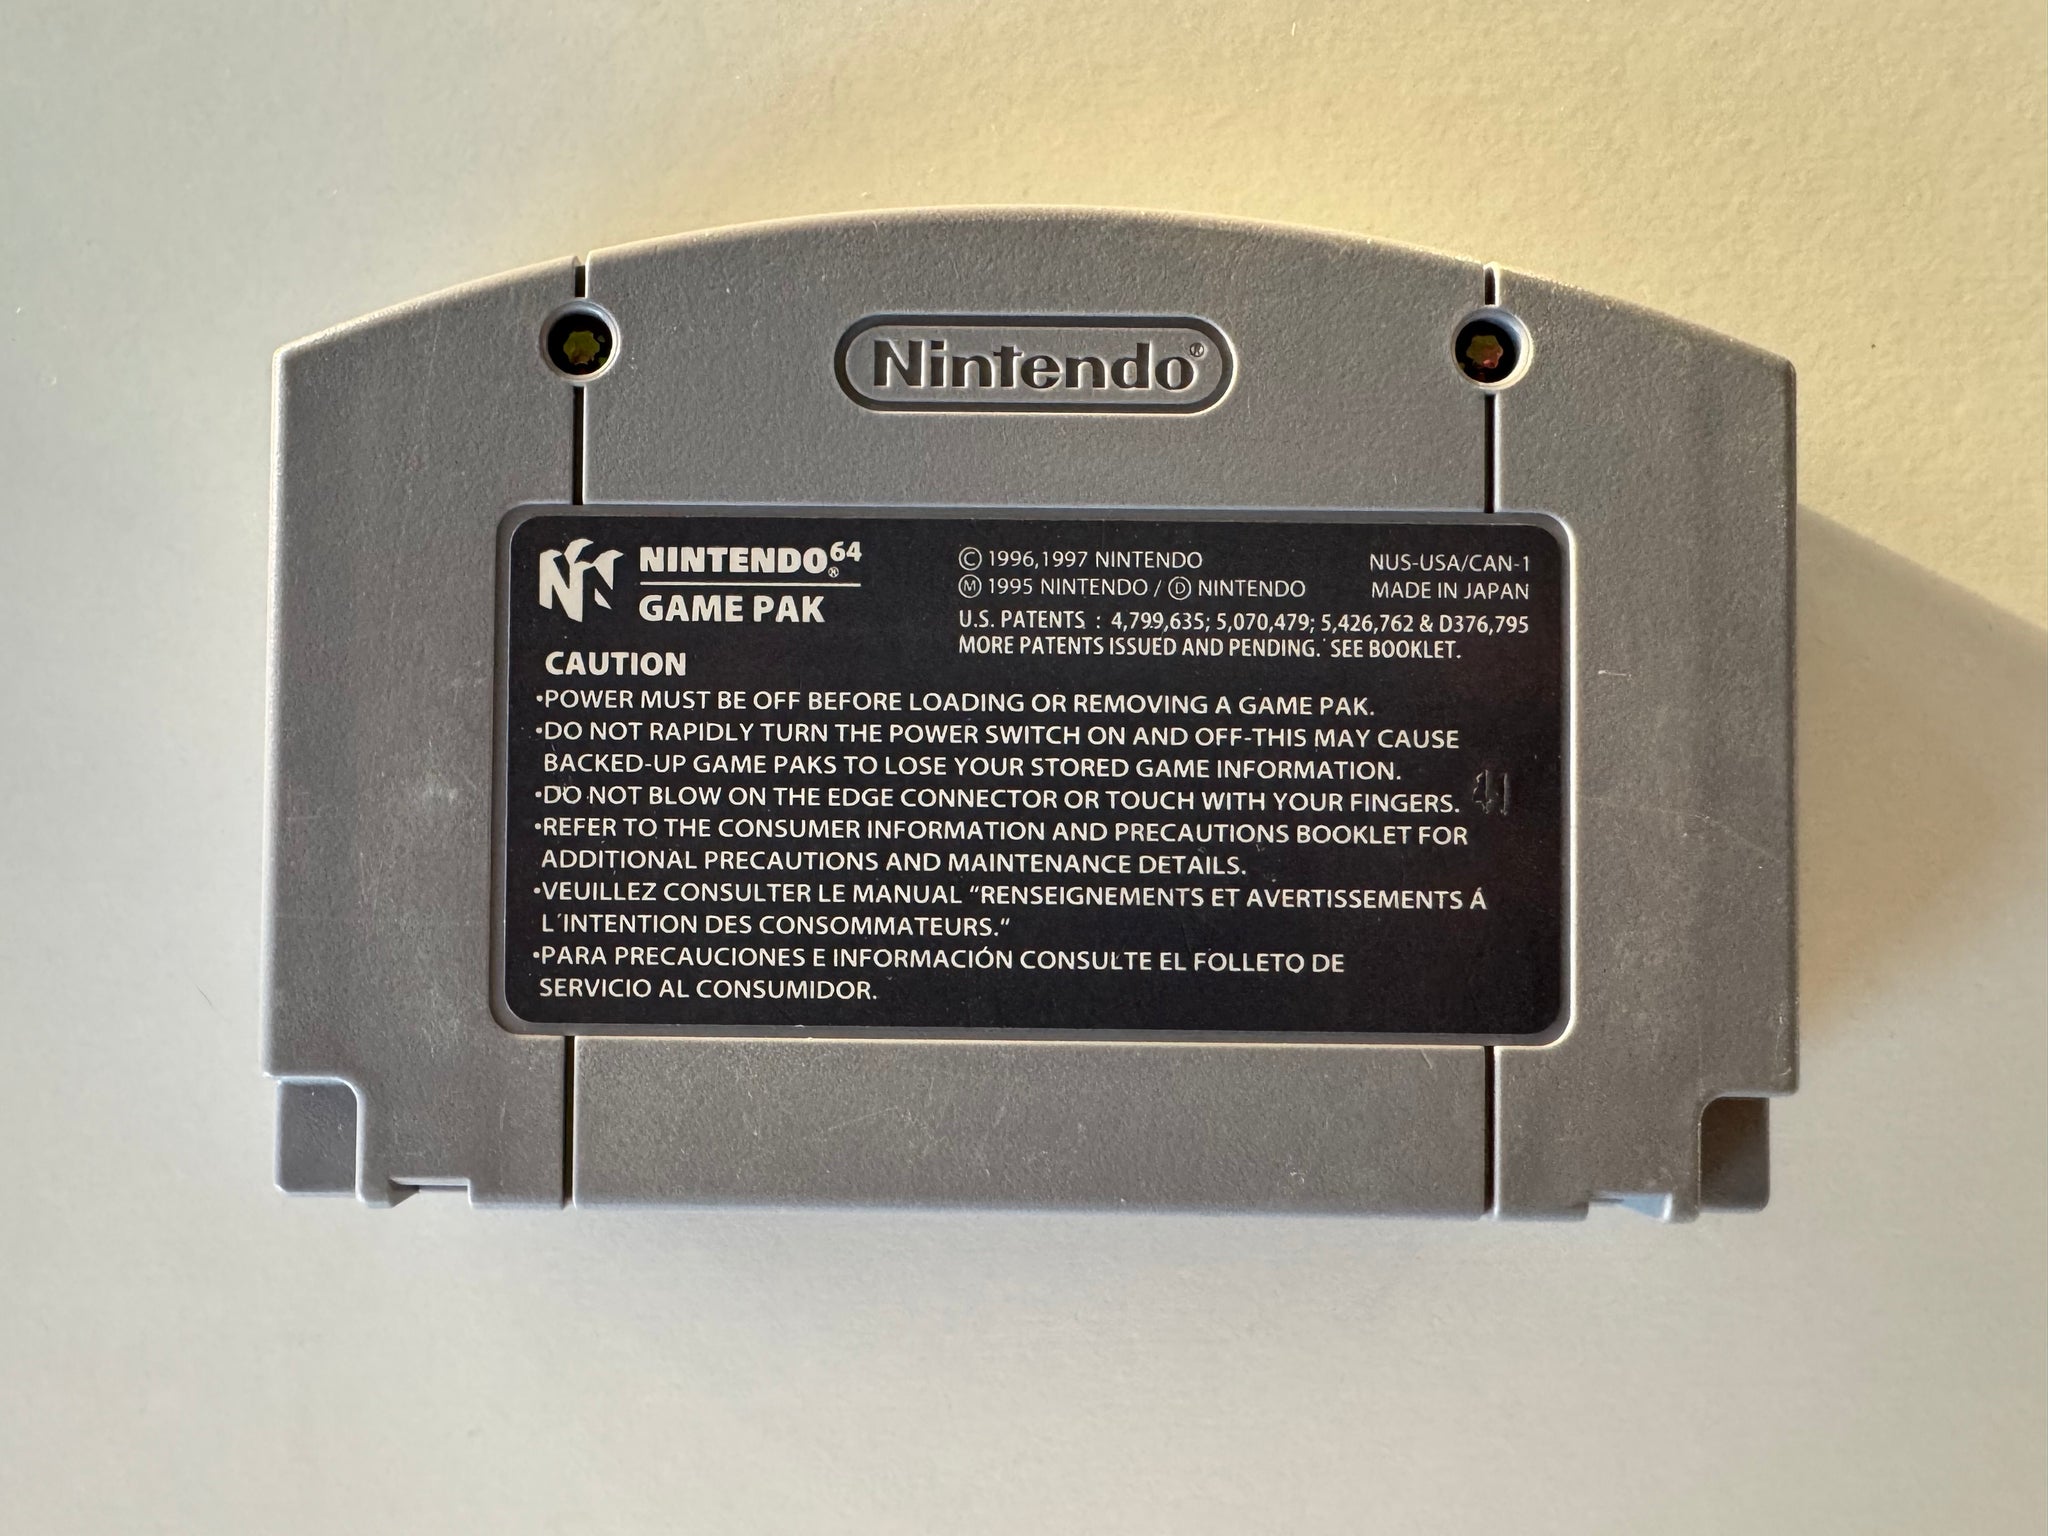 Nintendo®
NINTENDO64®
GAME PAK
© 1996,1997 NINTENDO
Ⓜ 1995 NINTENDO / Ⓓ NINTENDO
NUS-USA/CAN-1
MADE IN JAPAN
U.S. PATENTS : 4,799,635; 5,070,479; 5,426,762 & D376,795
MORE PATENTS ISSUED AND PENDING. SEE BOOKLET.
CAUTION
•POWER MUST BE OFF BEFORE LOADING OR REMOVING A GAME PAK.
•DO NOT RAPIDLY TURN THE POWER SWITCH ON AND OFF-THIS MAY CAUSE
BACKED-UP GAME PAKS TO LOSE YOUR STORED GAME INFORMATION.
•DO NOT BLOW ON THE EDGE CONNECTOR OR TOUCH WITH YOUR FINGERS.
•REFER TO THE CONSUMER INFORMATION AND PRECAUTIONS BOOKLET FOR
ADDITIONAL PRECAUTIONS AND MAINTENANCE DETAILS.
•VEUILLEZ CONSULTER LE MANUAL “RENSEIGNEMENTS ET AVERTISSEMENTS Á
L´INTENTION DES CONSOMMATEURS.“
•PARA PRECAUCIONES E INFORMACIÓN CONSULTE EL FOLLETO DE
SERVICIO AL CONSUMIDOR.